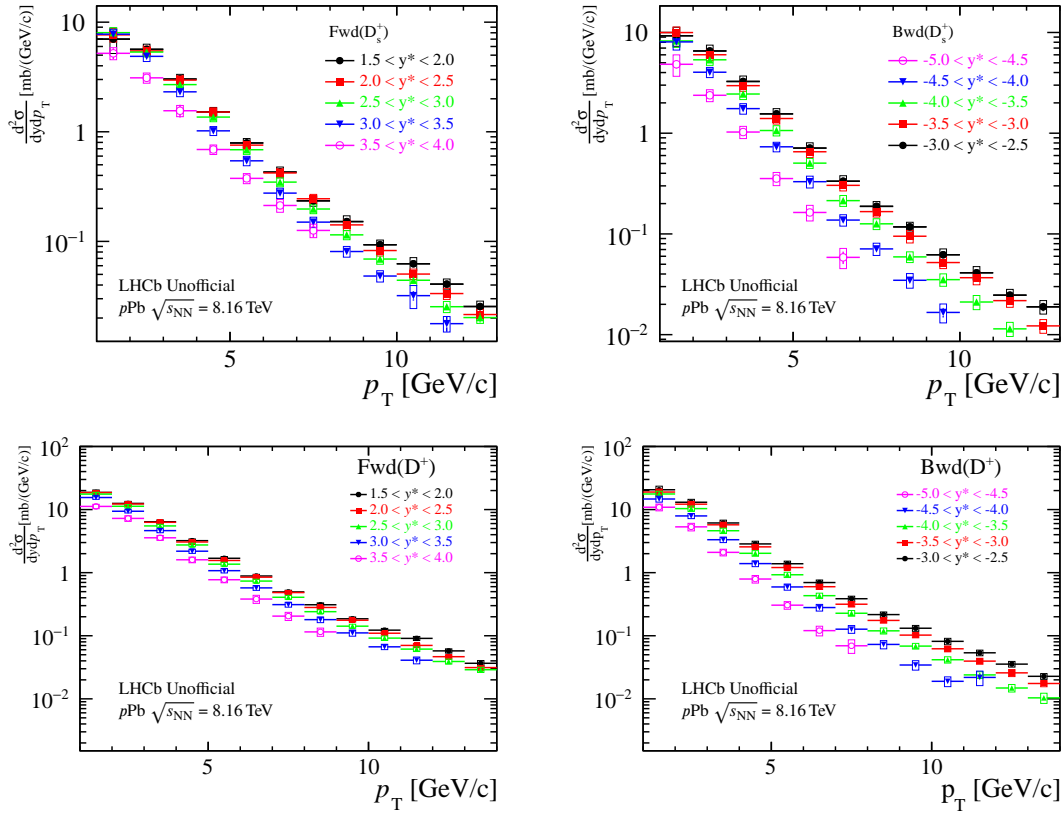 Fwd(D_s^+)
1.5 < y* < 2.0
2.0 < y* < 2.5
2.5 < y* < 3.0
3.0 < y* < 3.5
3.5 < y* < 4.0
LHCb Unofficial
pPb √s_NN = 8.16 TeV
d²σ/dydp_T [mb/(GeV/c)]
10
1
10⁻¹
5
10
p_T [GeV/c]
Bwd(D_s^+)
-5.0 < y* < -4.5
-4.5 < y* < -4.0
-4.0 < y* < -3.5
-3.5 < y* < -3.0
-3.0 < y* < -2.5
LHCb Unofficial
pPb √s_NN = 8.16 TeV
d²σ/dydp_T [mb/(GeV/c)]
10
1
10⁻¹
10⁻²
5
10
p_T [GeV/c]
Fwd(D⁺)
1.5 < y* < 2.0
2.0 < y* < 2.5
2.5 < y* < 3.0
3.0 < y* < 3.5
3.5 < y* < 4.0
LHCb Unofficial
pPb √s_NN = 8.16 TeV
d²σ/dydp_T [mb/(GeV/c)]
10²
10
1
10⁻¹
10⁻²
5
10
p_T [GeV/c]
Bwd(D⁺)
-5.0 < y* < -4.5
-4.5 < y* < -4.0
-4.0 < y* < -3.5
-3.5 < y* < -3.0
-3.0 < y* < -2.5
LHCb Unofficial
pPb √s_NN = 8.16 TeV
d²σ/dydp_T [mb/(GeV/c)]
10²
10
1
10⁻¹
10⁻²
5
10
p_T [GeV/c]